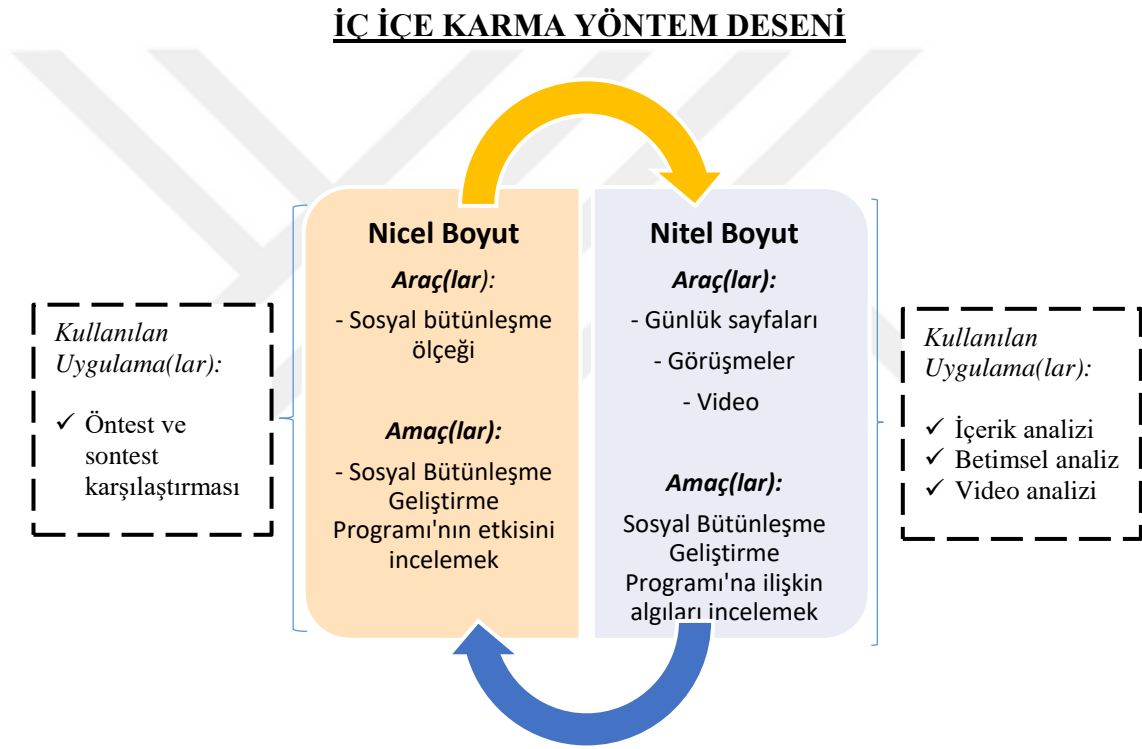 İÇ İÇE KARMA YÖNTEM DESENİ
Kullanılan
Uygulama(lar):
✓ Öntest ve
sontest
karşılaştırması
Nicel Boyut
Araç(lar):
- Sosyal bütünleşme
ölçeği
Amaç(lar):
- Sosyal Bütünleşme
Geliştirme
Programı'nın etkisini
incelemek
Nitel Boyut
Araç(lar):
- Günlük sayfaları
- Görüşmeler
- Video
Amaç(lar):
Sosyal Bütünleşme
Geliştirme
Programı'na ilişkin
algıları incelemek
Kullanılan
Uygulama(lar):
✓ İçerik analizi
✓ Betimsel analiz
✓ Video analizi